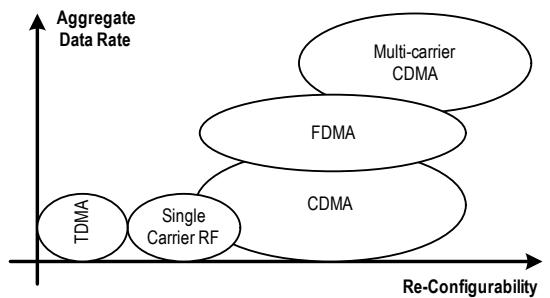 Aggregate
Data Rate
Multi-carrier
CDMA
FDMA
CDMA
TDMA
Single
Carrier RF
Re-Configurability